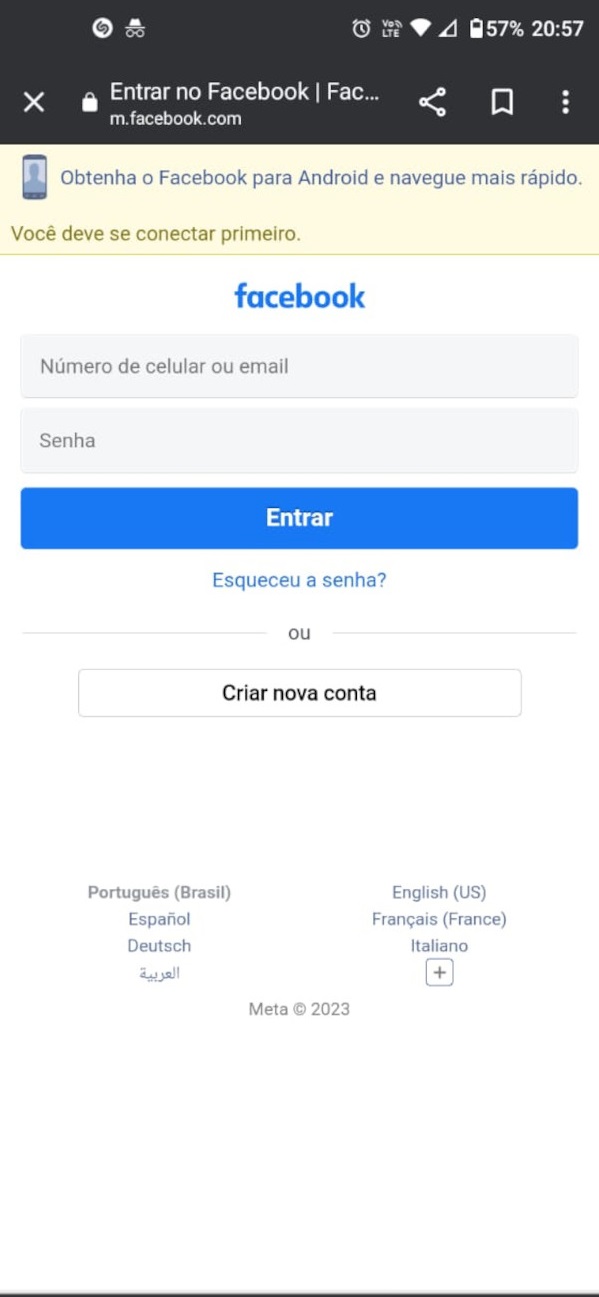 Vo)) LTE 57% 20:57
Entrar no Facebook | Fac...
m.facebook.com
Obtenha o Facebook para Android e navegue mais rápido.
Você deve se conectar primeiro.
facebook
Número de celular ou email
Senha
Entrar
Esqueceu a senha?
ou
Criar nova conta
Português (Brasil) English (US)
Español Français (France)
Deutsch Italiano
العربية +
Meta © 2023